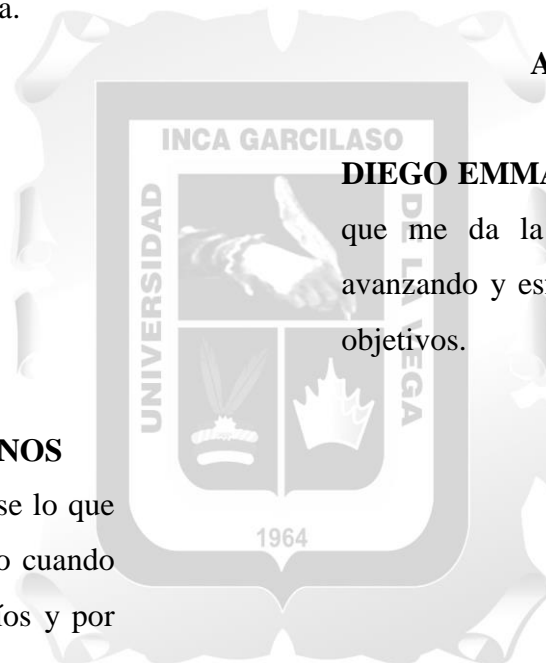 a.
A
INCA GARCILASO
UNIVERSIDAD
DE LA VEGA
DIEGO EMMA
que me da la
avanzando y es
objetivos.
NOS
se lo que
o cuando
íos y por
1964